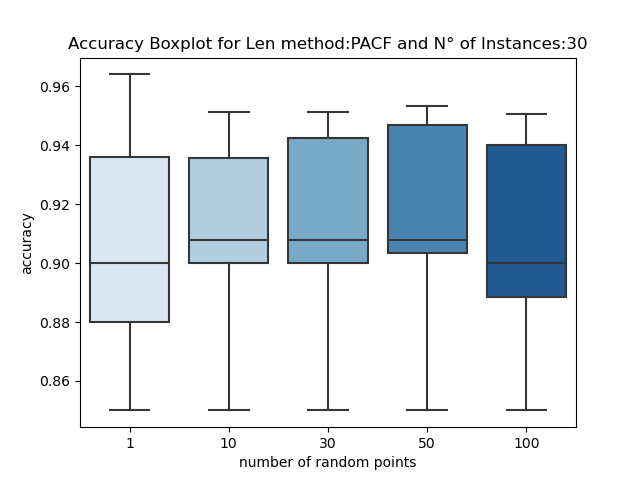 Accuracy Boxplot for Len method:PACF and N° of Instances:30
0.96
0.94
0.92
0.90
0.88
0.86
accuracy
1 10 30 50 100
number of random points